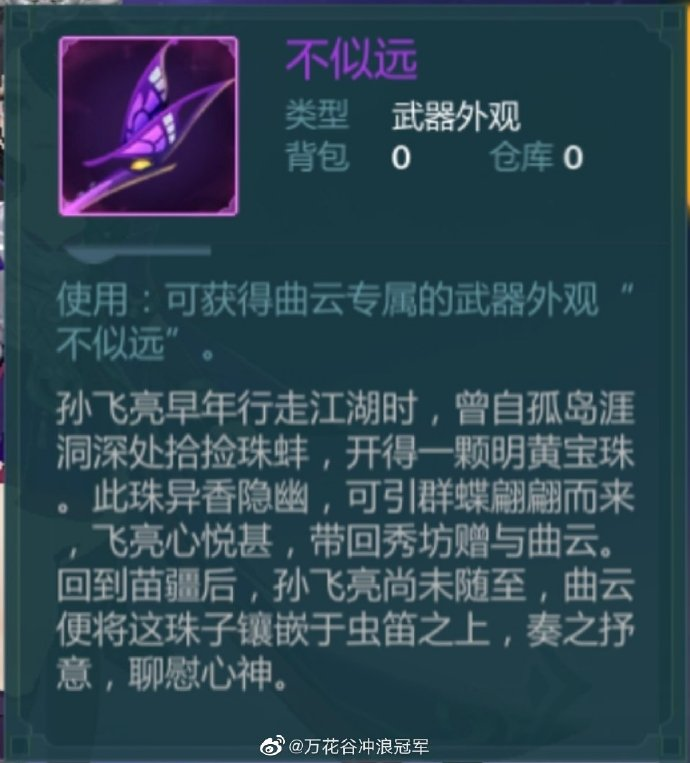 不似远
类型 武器外观
背包 0 仓库 0
使用：可获得曲云专属的武器外观“
不似远”。
孙飞亮早年行走江湖时，曾自孤岛涯
洞深处拾捡珠蚌，开得一颗明黄宝珠
。此珠异香隐幽，可引群蝶翩翩而来
，飞亮心悦甚，带回秀坊赠与曲云。
回到苗疆后，孙飞亮尚未随至，曲云
便将这珠子镶嵌于虫笛之上，奏之抒
意，聊慰心神。
@万花谷冲浪冠军